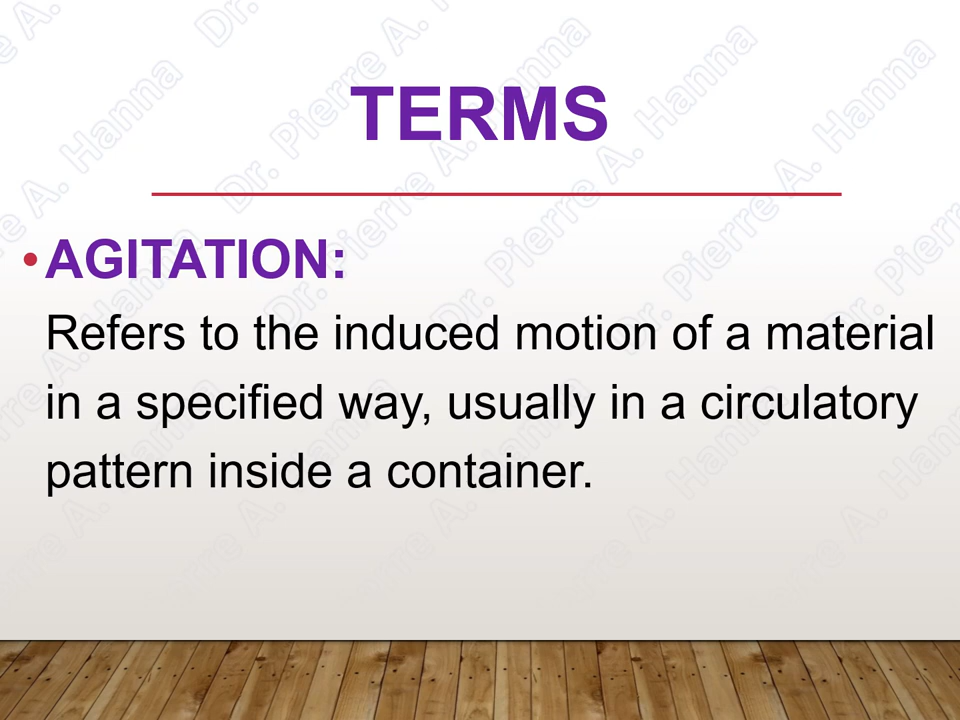 TERMS
• AGITATION:
Refers to the induced motion of a material
in a specified way, usually in a circulatory
pattern inside a container.
Dr. Pierre A. Hanna